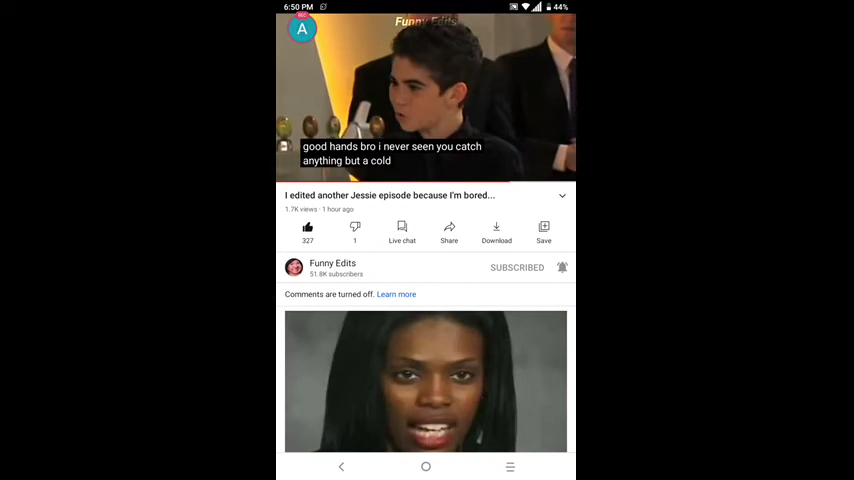 6:50 PM
44%
REC
A
Funny Edits
good hands bro i never seen you catch
anything but a cold
I edited another Jessie episode because I'm bored...
1.7K views · 1 hour ago
327
1
Live chat
Share
Download
Save
Funny Edits
51.8K subscribers
SUBSCRIBED
Comments are turned off. Learn more